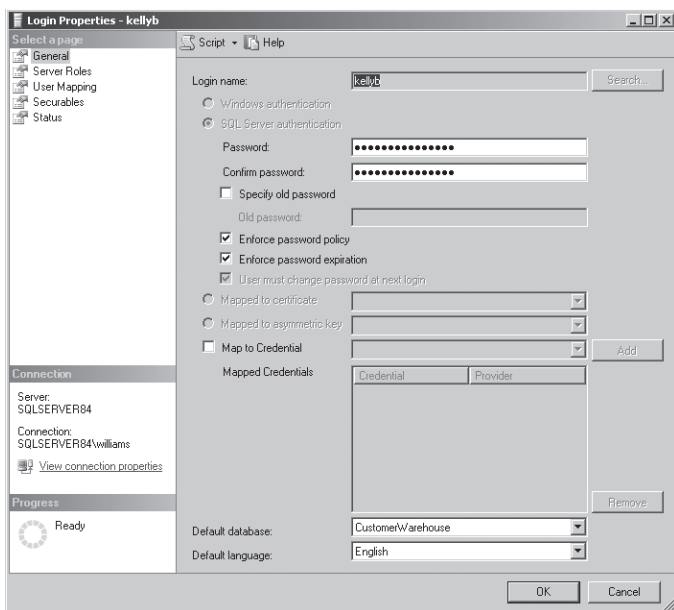 Login Properties - kellyb
Select a page
General
Server Roles
User Mapping
Securables
Status
Script Help
Login name: kellyb Search...
Windows authentication
SQL Server authentication
Password: ●●●●●●●●●●●●●●●
Confirm password: ●●●●●●●●●●●●●●●
Specify old password
Old password:
Enforce password policy
Enforce password expiration
User must change password at next login
Mapped to certificate
Mapped to asymmetric key
Map to Credential Add
Mapped Credentials Credential Provider
Remove
Default database: CustomerWarehouse
Default language: English
Connection
Server:
SQLSERVER84
Connection:
SQLSERVER84\williams
View connection properties
Progress
Ready
OK Cancel